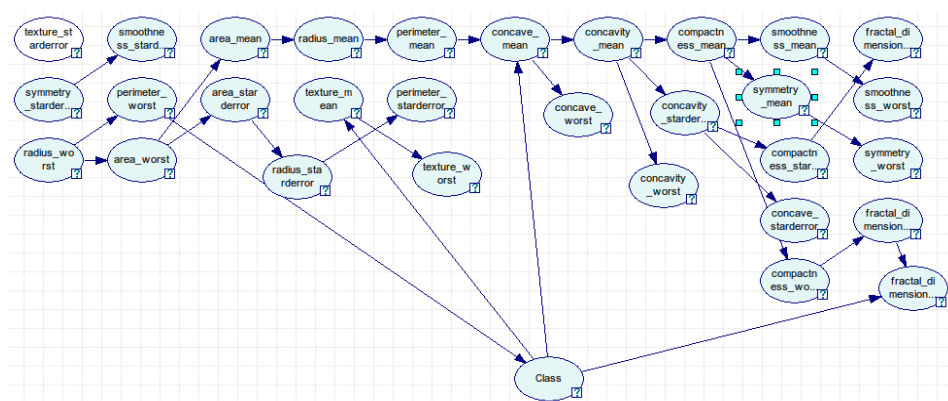 texture_st
arderror
smoothne
ss_stard...
area_mean
radius_mean
perimeter_
mean
concave_
mean
concavity
_mean
compactn
ess_mean
smoothne
ss_mean
fractal_di
mension...
symmetry
_starder...
perimeter_
worst
area_star
derror
texture_m
ean
perimeter_
starderror
concave_
worst
concavity
_starder...
symmetry
_mean
smoothne
ss_worst
radius_wo
rst
area_worst
radius_sta
rderror
texture_w
orst
concavity
_worst
compactn
ess_star...
symmetry
_worst
concave_
starderror
fractal_di
mension...
compactn
ess_wo...
fractal_di
mension...
Class